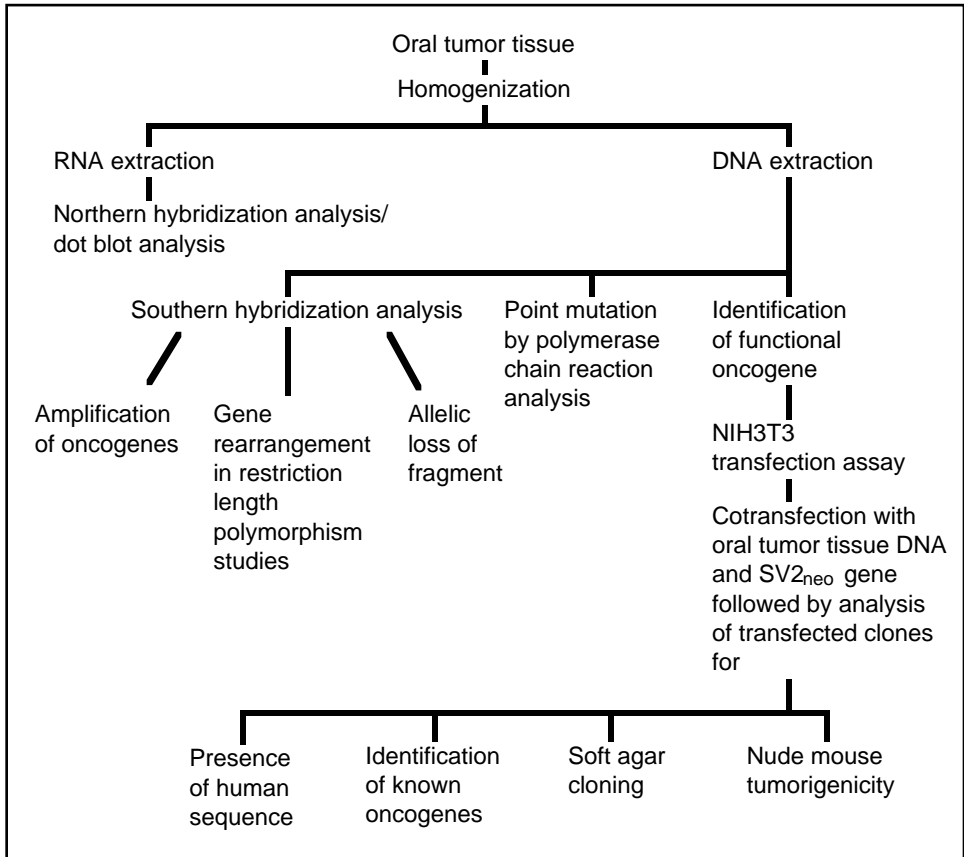 Oral tumor tissue
Homogenization
RNA extraction
DNA extraction
Northern hybridization analysis/
dot blot analysis
Southern hybridization analysis
Point mutation
by polymerase
chain reaction
analysis
Identification
of functional
oncogene
Amplification
of oncogenes
Gene
rearrangement
in restriction
length
polymorphism
studies
Allelic
loss of
fragment
NIH3T3
transfection assay
Cotransfection with
oral tumor tissue DNA
and SV2neo gene
followed by analysis
of transfected clones
for
Presence
of human
sequence
Identification
of known
oncogenes
Soft agar
cloning
Nude mouse
tumorigenicity